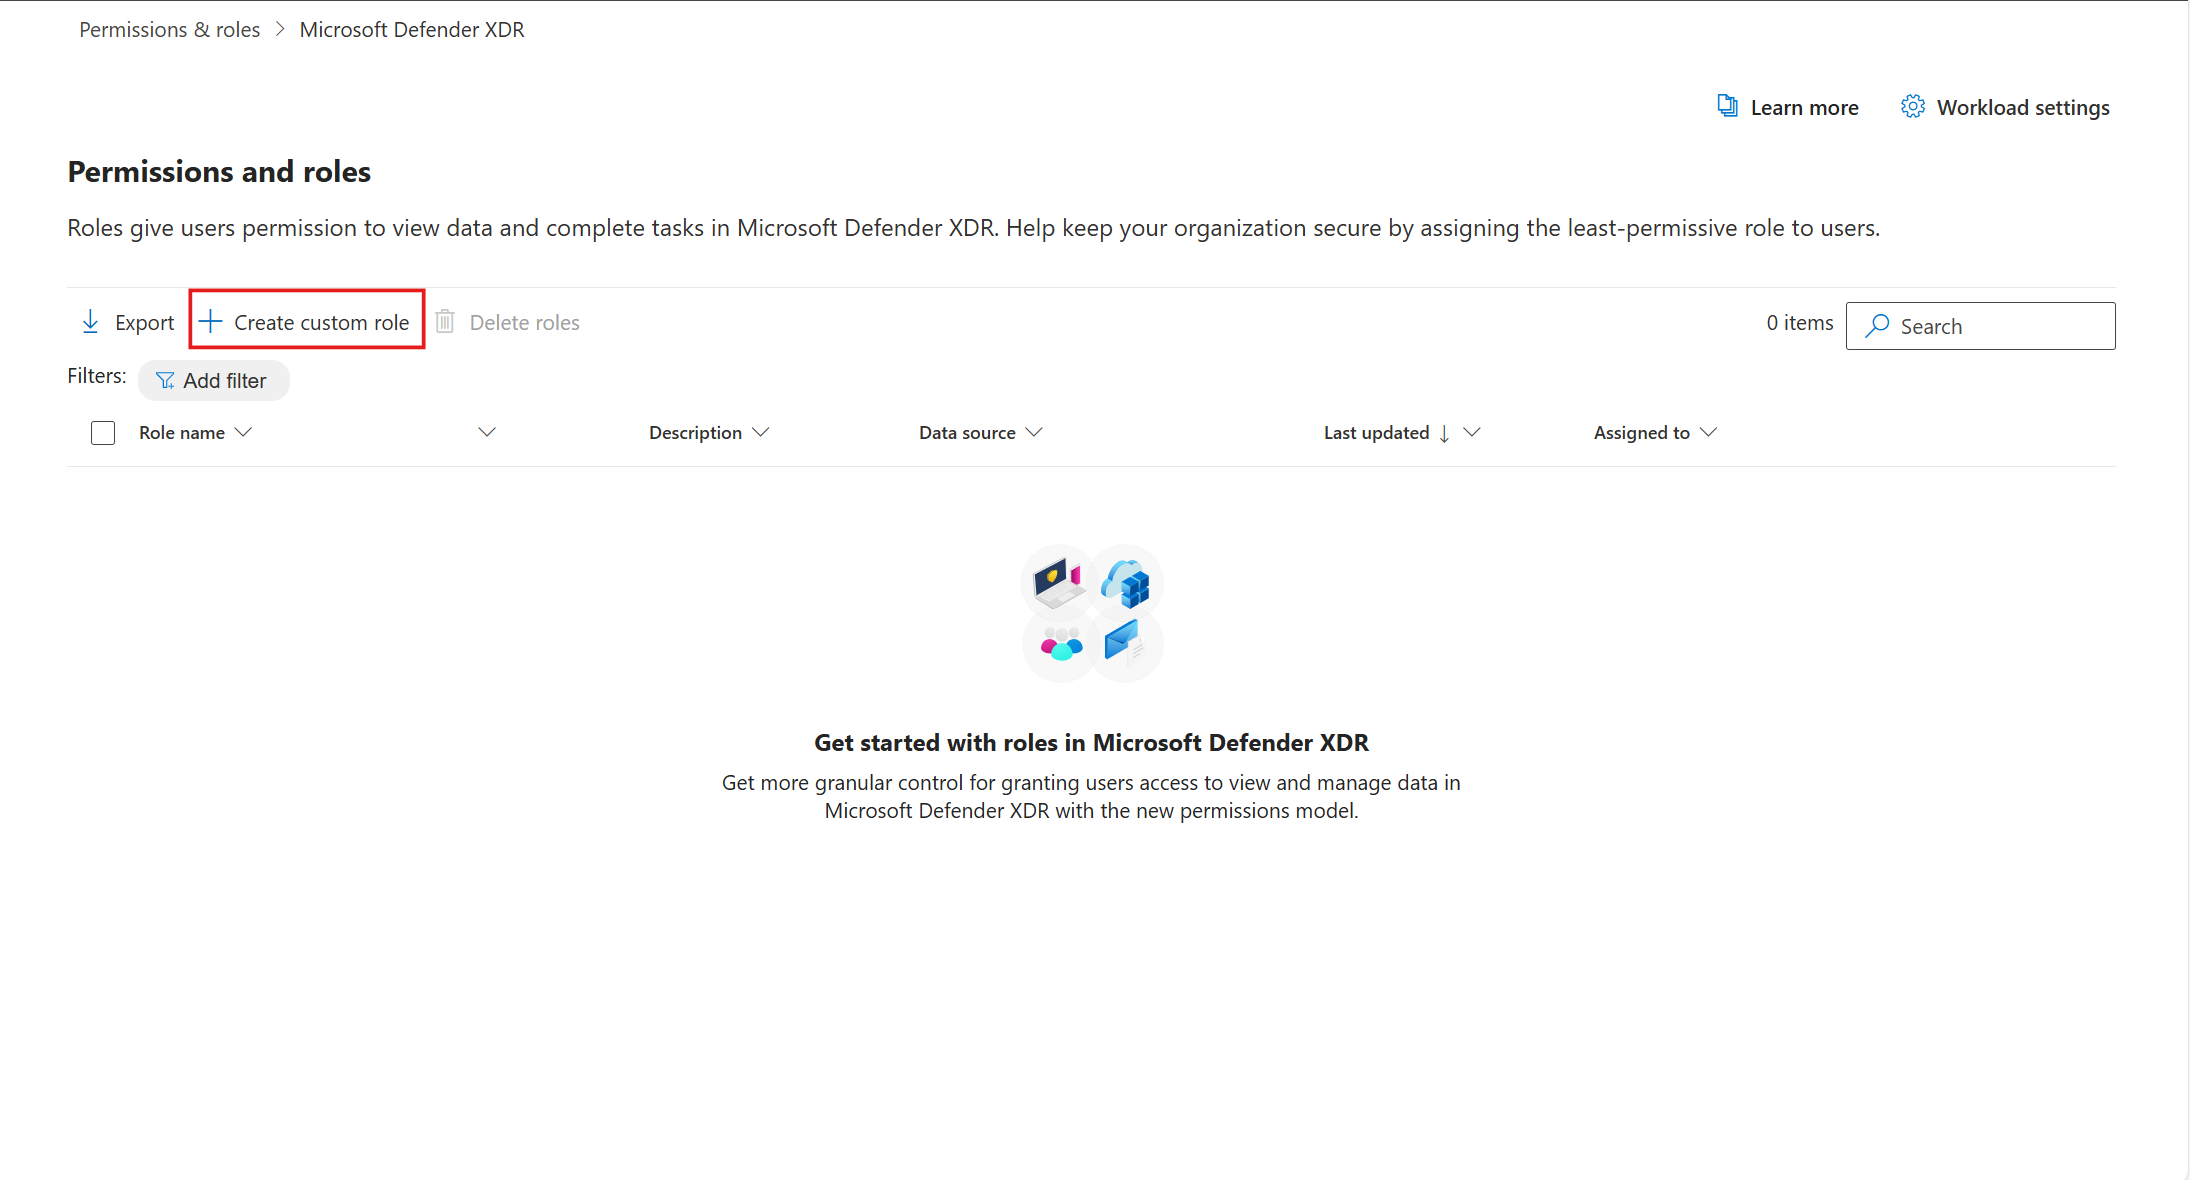 Permissions & roles > Microsoft Defender XDR
Learn more Workload settings
Permissions and roles
Roles give users permission to view data and complete tasks in Microsoft Defender XDR. Help keep your organization secure by assigning the least-permissive role to users.
Export Create custom role Delete roles 0 items Search
Filters: Add filter
Role name Description Data source Last updated Assigned to
Get started with roles in Microsoft Defender XDR
Get more granular control for granting users access to view and manage data in
Microsoft Defender XDR with the new permissions model.